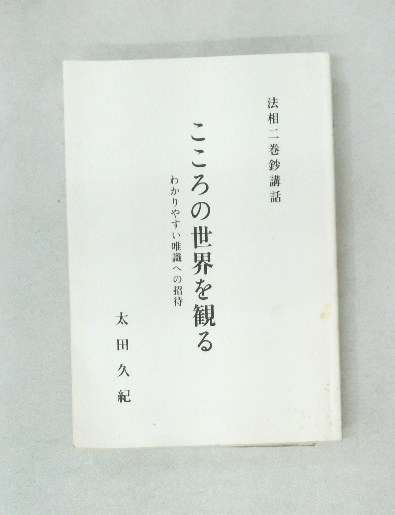 法相二巻鈔講話
こころの世界を観る
わかりやすい唯識への招待
太田久紀